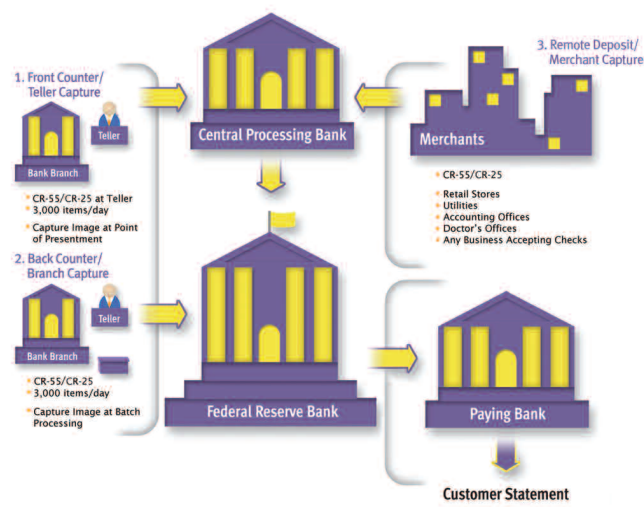 1. Front Counter/
Teller Capture
Teller
Bank Branch
CR-55/CR-25 at Teller
3,000 items/day
Capture Image at Point
of Presentment
2. Back Counter/
Branch Capture
Teller
Bank Branch
CR-55/CR-25
3,000 items/day
Capture Image at Batch
Processing
Central Processing Bank
Federal Reserve Bank
3. Remote Deposit/
Merchant Capture
Merchants
CR-55/CR-25
Retail Stores
Utilities
Accounting Offices
Doctor's Offices
Any Business Accepting Checks
Paying Bank
Customer Statement